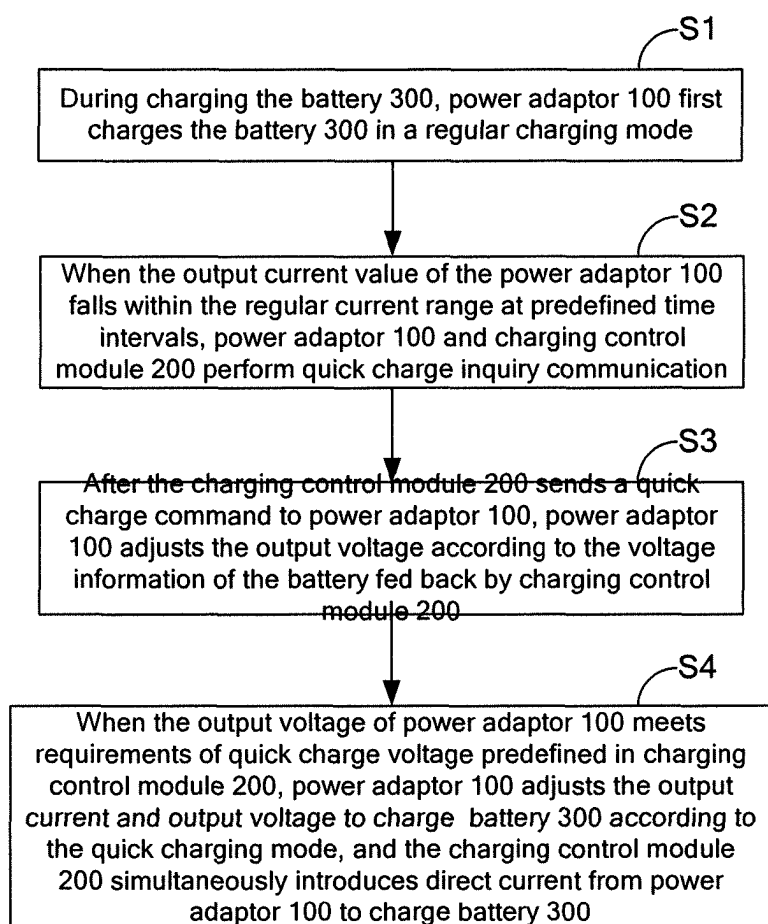 S1
During charging the battery 300, power adaptor 100 first
charges the battery 300 in a regular charging mode
S2
When the output current value of the power adaptor 100
falls within the regular current range at predefined time
intervals, power adaptor 100 and charging control
module 200 perform quick charge inquiry communication
S3
After the charging control module 200 sends a quick
charge command to power adaptor 100, power adaptor
100 adjusts the output voltage according to the voltage
information of the battery fed back by charging control
module 200
S4
When the output voltage of power adaptor 100 meets
requirements of quick charge voltage predefined in charging
control module 200, power adaptor 100 adjusts the output
current and output voltage to charge battery 300 according to
the quick charging mode, and the charging control module
200 simultaneously introduces direct current from power
adaptor 100 to charge battery 300